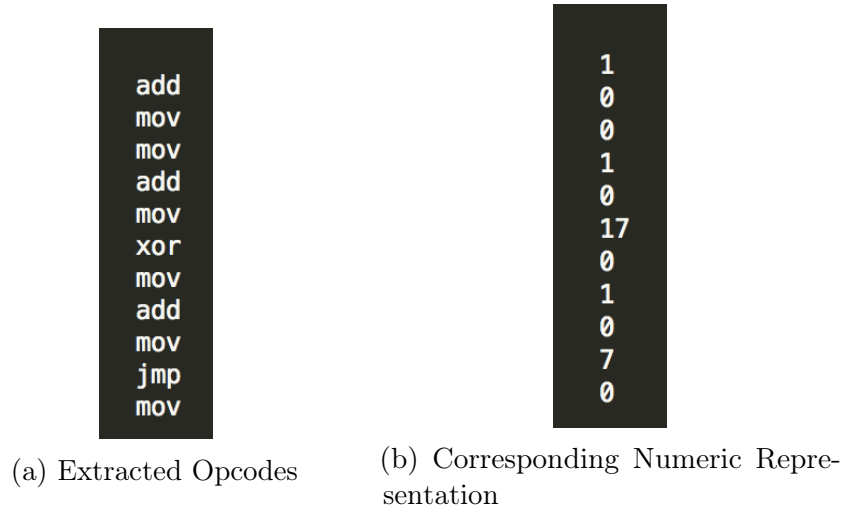 add
mov
mov
add
mov
xor
mov
add
mov
jmp
mov
(a) Extracted Opcodes
1
0
0
1
0
17
0
1
0
7
0
(b) Corresponding Numeric Repre-
sentation